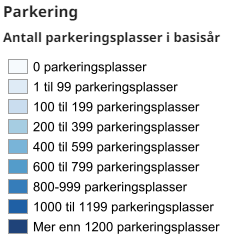 Parkering
Antall parkeringsplasser i basisår
0 parkeringsplasser
1 til 99 parkeringsplasser
100 til 199 parkeringsplasser
200 til 399 parkeringsplasser
400 til 599 parkeringsplasser
600 til 799 parkeringsplasser
800-999 parkeringsplasser
1000 til 1199 parkeringsplasser
Mer enn 1200 parkeringsplasser